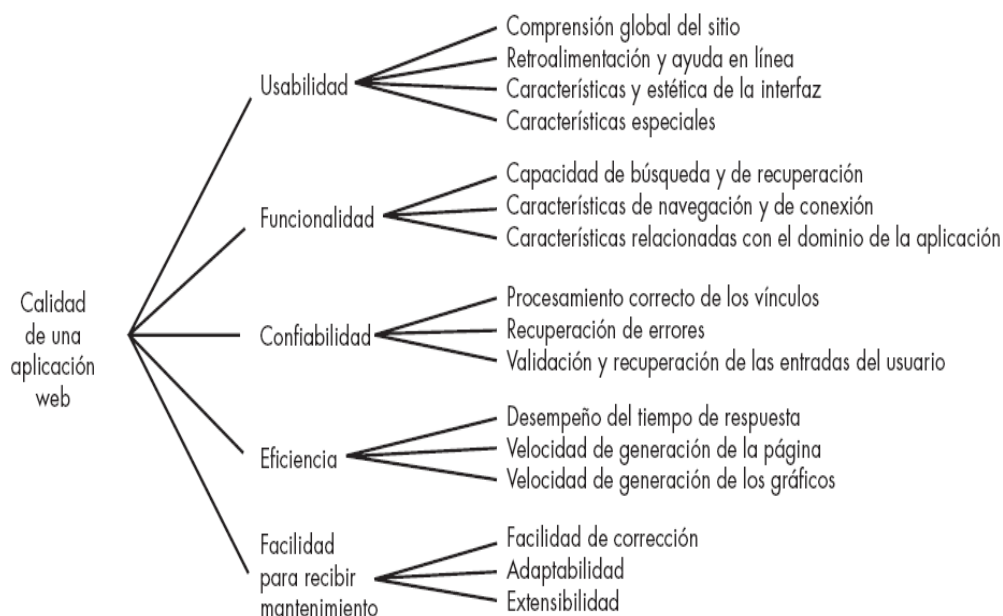 Calidad
de una
aplicación
web
Usabilidad
Comprensión global del sitio
Retroalimentación y ayuda en línea
Características y estética de la interfaz
Características especiales
Funcionalidad
Capacidad de búsqueda y de recuperación
Características de navegación y de conexión
Características relacionadas con el dominio de la aplicación
Confiabilidad
Procesamiento correcto de los vínculos
Recuperación de errores
Validación y recuperación de las entradas del usuario
Eficiencia
Desempeño del tiempo de respuesta
Velocidad de generación de la página
Velocidad de generación de los gráficos
Facilidad
para recibir
mantenimiento
Facilidad de corrección
Adaptabilidad
Extensibilidad